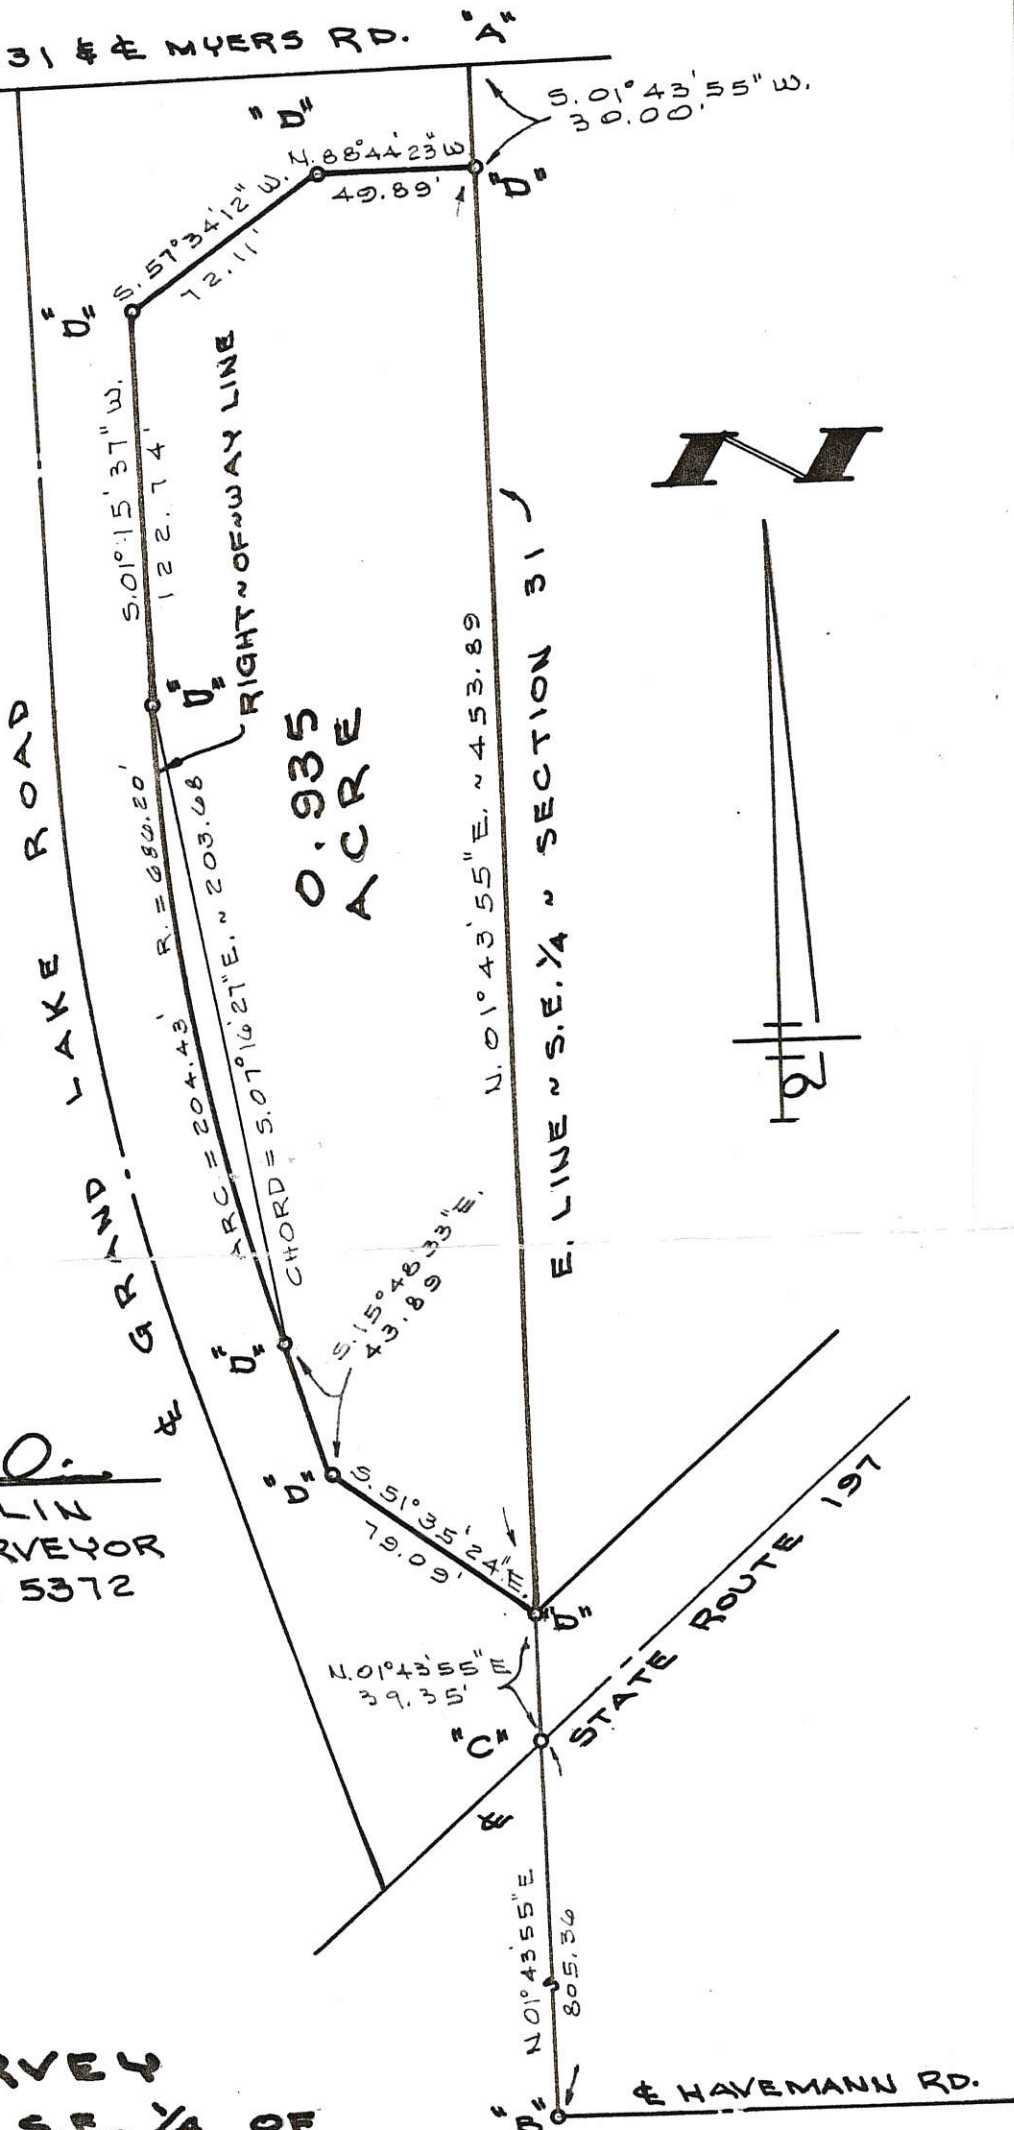 31 & ℄ MYERS RD. "A"
S. 01° 43' 55" W.
30.00'
"D"
N. 88° 44' 23" W
49.89'
"D"
S. 57° 34' 12" W.
72.11'
"D"
S. 01° 15' 37" W.
122.74'
RIGHT~OF~WAY LINE
"D"
0.935
ACRE
R. = 686.20'
ARC = 204.43'
CHORD = S. 07° 16' 27" E. ~ 203.68
N. 01° 43' 55" E. ~ 453.89
E. LINE ~ S.E. ¼ ~ SECTION 31
N
℄ GRAND LAKE ROAD
"D"
S. 15° 48' 33" E.
43.89
"D"
S. 51° 35' 24" E.
79.09'
"D"
LIN
RVEYOR
5372
N. 01° 43' 55" E
39.35'
"C"
℄ STATE ROUTE 197
N 01° 43' 55" E
805.36
"B"
℄ HAVEMANN RD.
RVEY
S.E. ¼ OF